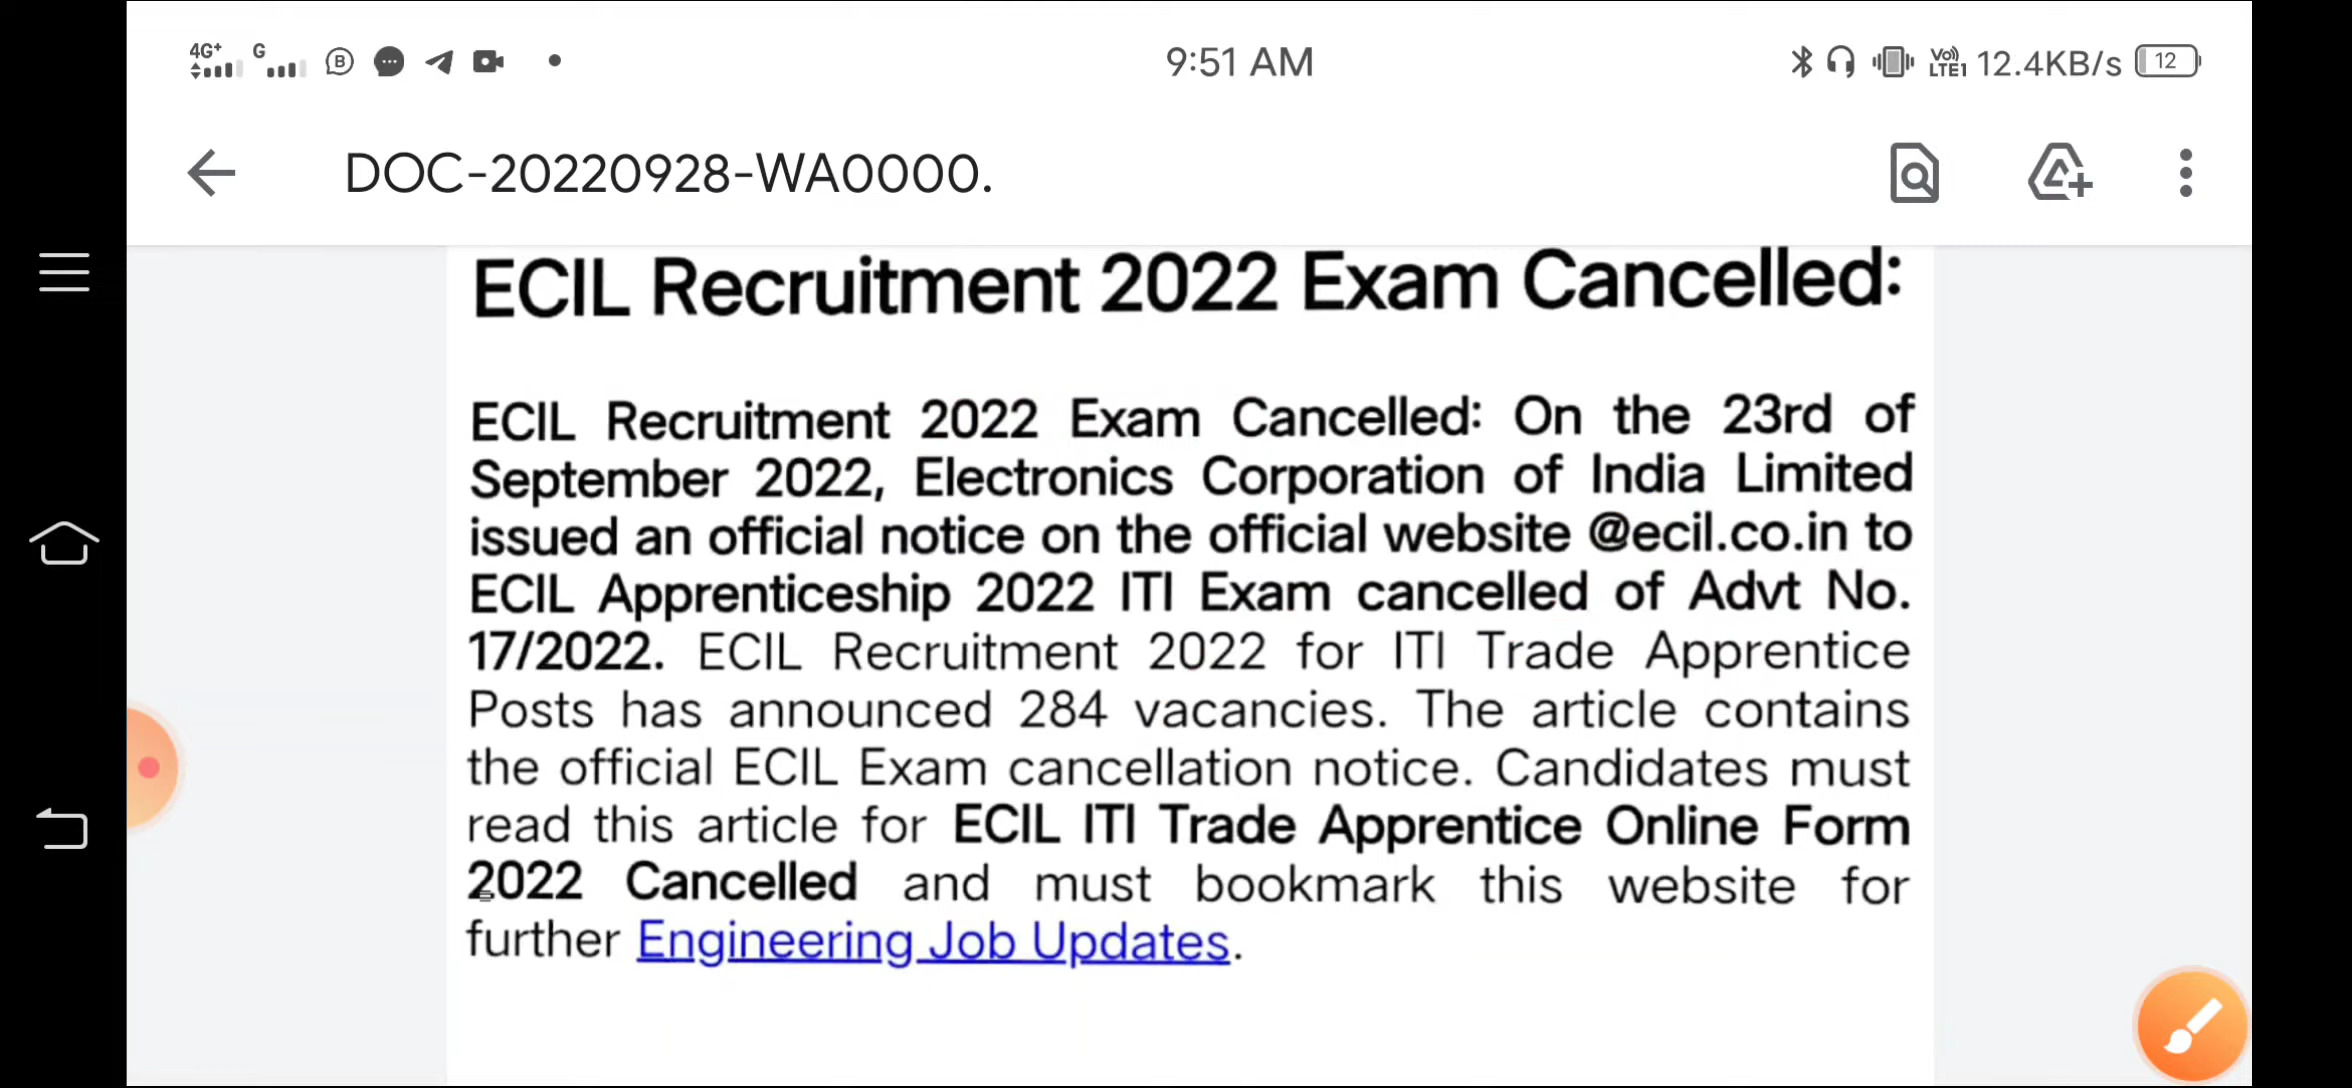 4G+ G B 9:51 AM Vo) LTE1 12.4KB/s 12
DOC-20220928-WA0000.
ECIL Recruitment 2022 Exam Cancelled:
ECIL Recruitment 2022 Exam Cancelled: On the 23rd of
September 2022, Electronics Corporation of India Limited
issued an official notice on the official website @ecil.co.in to
ECIL Apprenticeship 2022 ITI Exam cancelled of Advt No.
17/2022. ECIL Recruitment 2022 for ITI Trade Apprentice
Posts has announced 284 vacancies. The article contains
the official ECIL Exam cancellation notice. Candidates must
read this article for ECIL ITI Trade Apprentice Online Form
2022 Cancelled and must bookmark this website for
further Engineering Job Updates.